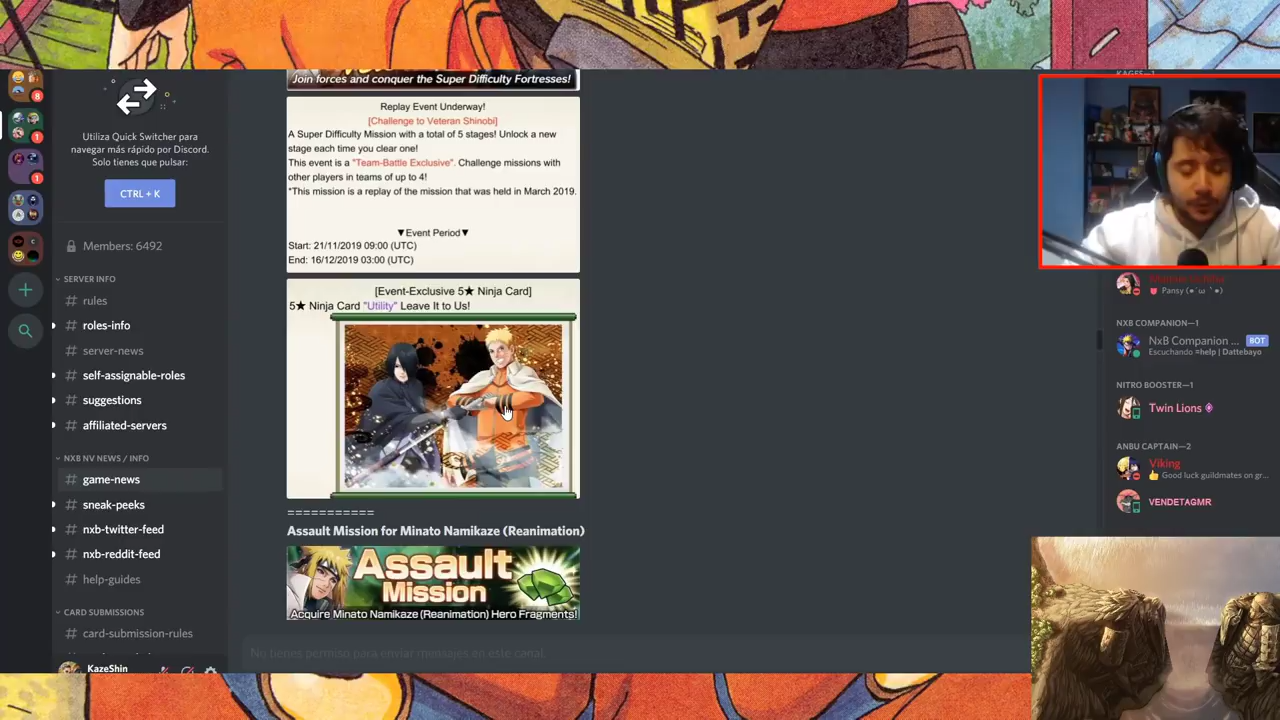 Utiliza Quick Switcher para
navegar más rápido por Discord.
Solo tienes que pulsar:
CTRL + K
Members: 6492
SERVER INFO
# rules
# roles-info
# server-news
# self-assignable-roles
# suggestions
# affiliated-servers
NXB NV NEWS / INFO
# game-news
# sneak-peeks
# nxb-twitter-feed
# nxb-reddit-feed
# help-guides
CARD SUBMISSIONS
# card-submission-rules
KazeShin
8
1
1
Join forces and conquer the Super Difficulty Fortresses!
Replay Event Underway!
[Challenge to Veteran Shinobi]
A Super Difficulty Mission with a total of 5 stages! Unlock a new
stage each time you clear one!
This event is a "Team-Battle Exclusive". Challenge missions with
other players in teams of up to 4!
*This mission is a replay of the mission that was held in March 2019.
▼Event Period▼
Start: 21/11/2019 09:00 (UTC)
End: 16/12/2019 03:00 (UTC)
[Event-Exclusive 5★ Ninja Card]
5★ Ninja Card "Utility" Leave It to Us!
===========
Assault Mission for Minato Namikaze (Reanimation)
Assault
Mission
Acquire Minato Namikaze (Reanimation) Hero Fragments!
No tienes permiso para enviar mensajes en este canal.
KAGES—1
Pansy (●´ω｀●)
NXB COMPANION—1
NxB Companion ... BOT
Escuchando =help | Dattebayo
NITRO BOOSTER—1
Twin Lions
ANBU CAPTAIN—2
Viking
👍 Good luck guildmates on gr...
VENDETAGMR